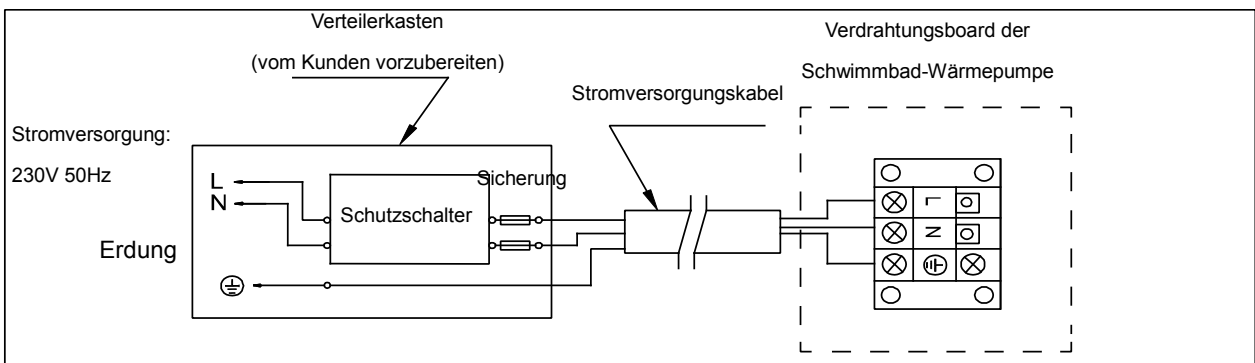 Verteilerkasten
(vom Kunden vorzubereiten)
Verdrahtungsboard der
Schwimmbad-Wärmepumpe
Stromversorgungskabel
Stromversorgung:
230V 50Hz
L
N
Sicherung
Schutzschalter
Erdung
L
N